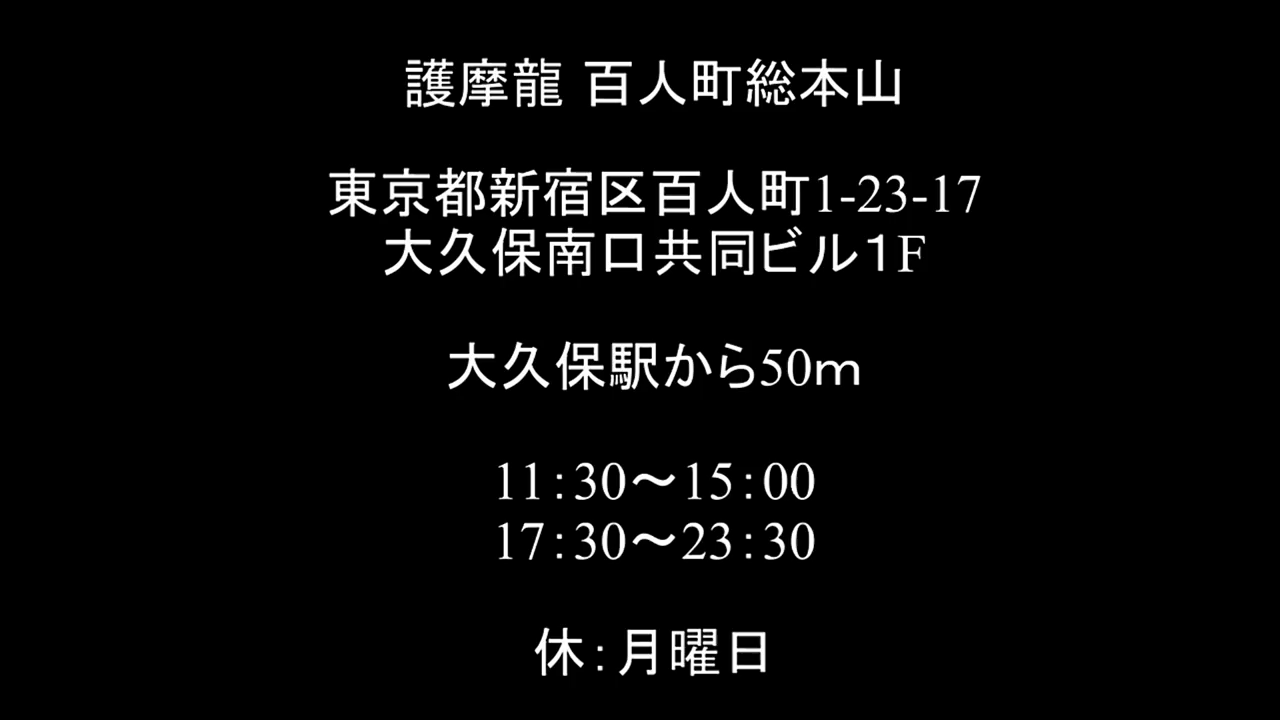 護摩龍 百人町総本山
東京都新宿区百人町1-23-17
大久保南口共同ビル１F
大久保駅から50ｍ
11：30～15：00
17：30～23：30
休：月曜日